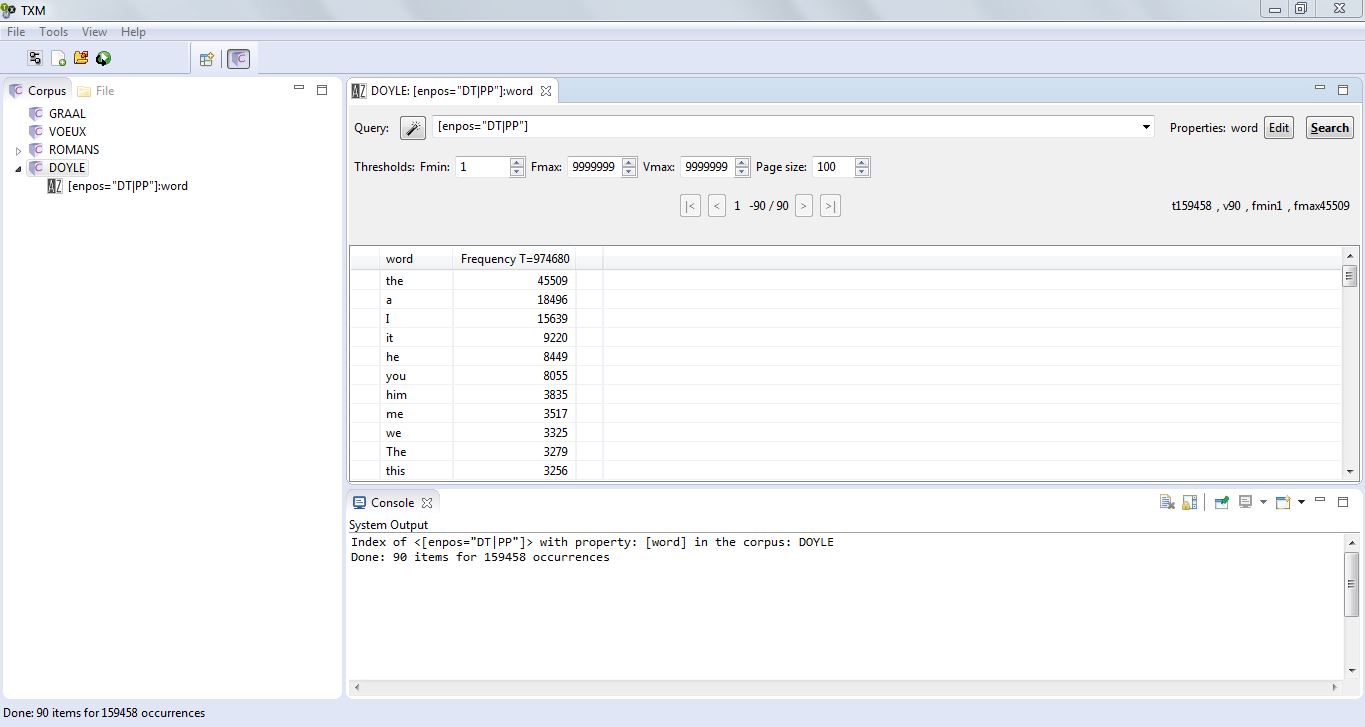 TXM
File Tools View Help
Corpus File
GRAAL
VOEUX
ROMANS
DOYLE
AZ [enpos="DT|PP"]:word
AZ DOYLE: [enpos="DT|PP"]:word
Query: [enpos="DT|PP"] Properties: word Edit Search
Thresholds: Fmin: 1 Fmax: 9999999 Vmax: 9999999 Page size: 100
|< < 1 -90 / 90 > >| t159458 , v90 , fmin1 , fmax45509
word Frequency T=974680
the 45509
a 18496
I 15639
it 9220
he 8449
you 8055
him 3835
me 3517
we 3325
The 3279
this 3256
Console
System Output
Index of <[enpos="DT|PP"]> with property: [word] in the corpus: DOYLE
Done: 90 items for 159458 occurrences
Done: 90 items for 159458 occurrences